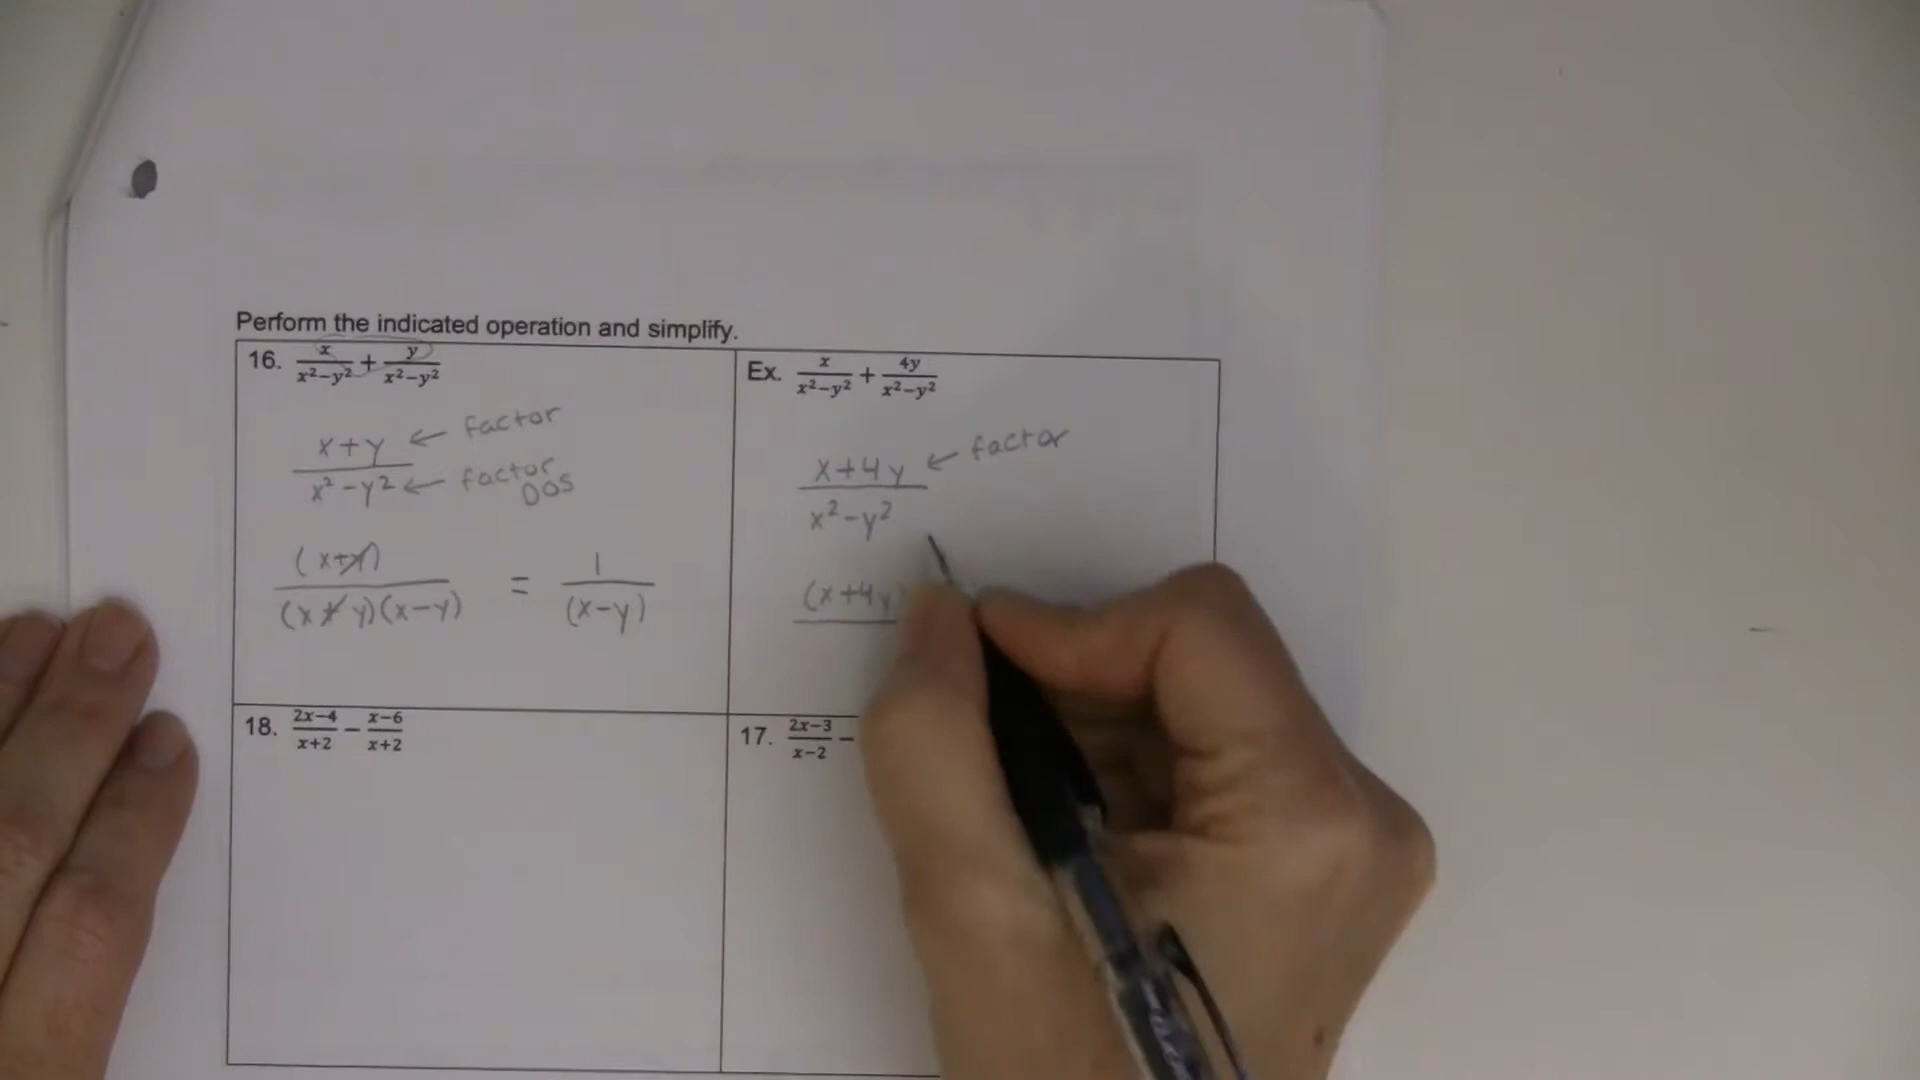 Perform the indicated operation and simplify.
16. x/(x²−y²) + y/(x²−y²)
x+y ← factor
x²−y² ← factor
DOS
(x+y)
(x+y)(x−y)
= 1/(x−y)
Ex. x/(x²−y²) + 4y/(x²−y²)
x+4y ← factor
x²−y²
(x+4y)
18. (2x−4)/(x+2) − (x−6)/(x+2)
17. (2x−3)/(x−2) −